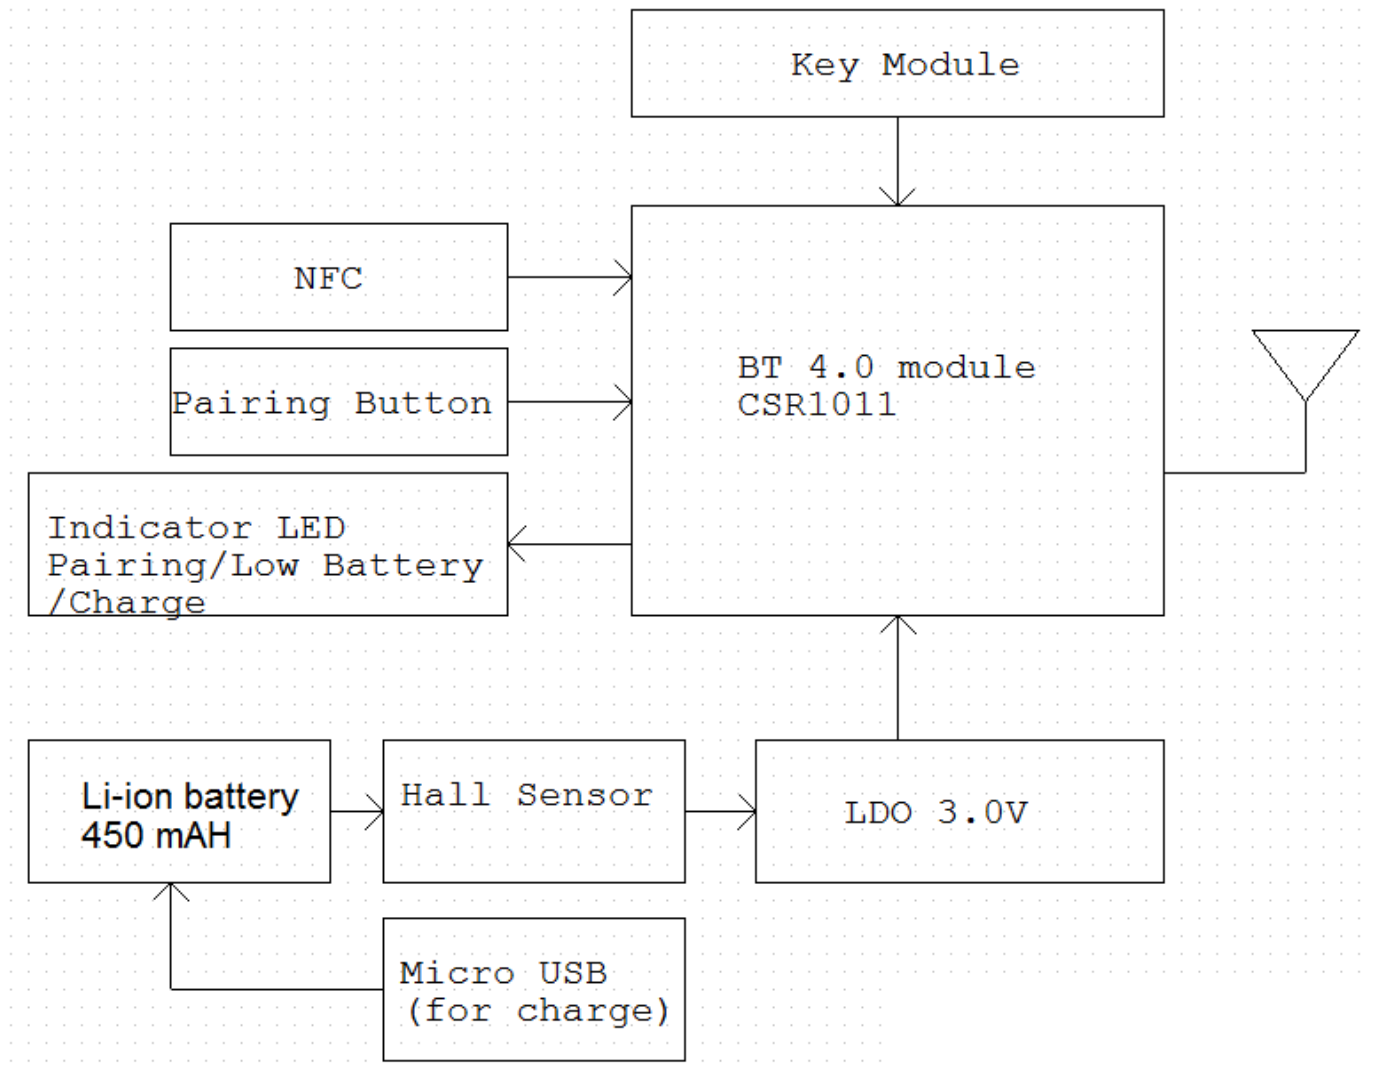 Key Module
NFC
Pairing Button
BT 4.0 module
CSR1011
Indicator LED
Pairing/Low Battery
/Charge
Li-ion battery
450 mAH
Hall Sensor
LDO 3.0V
Micro USB
(for charge)